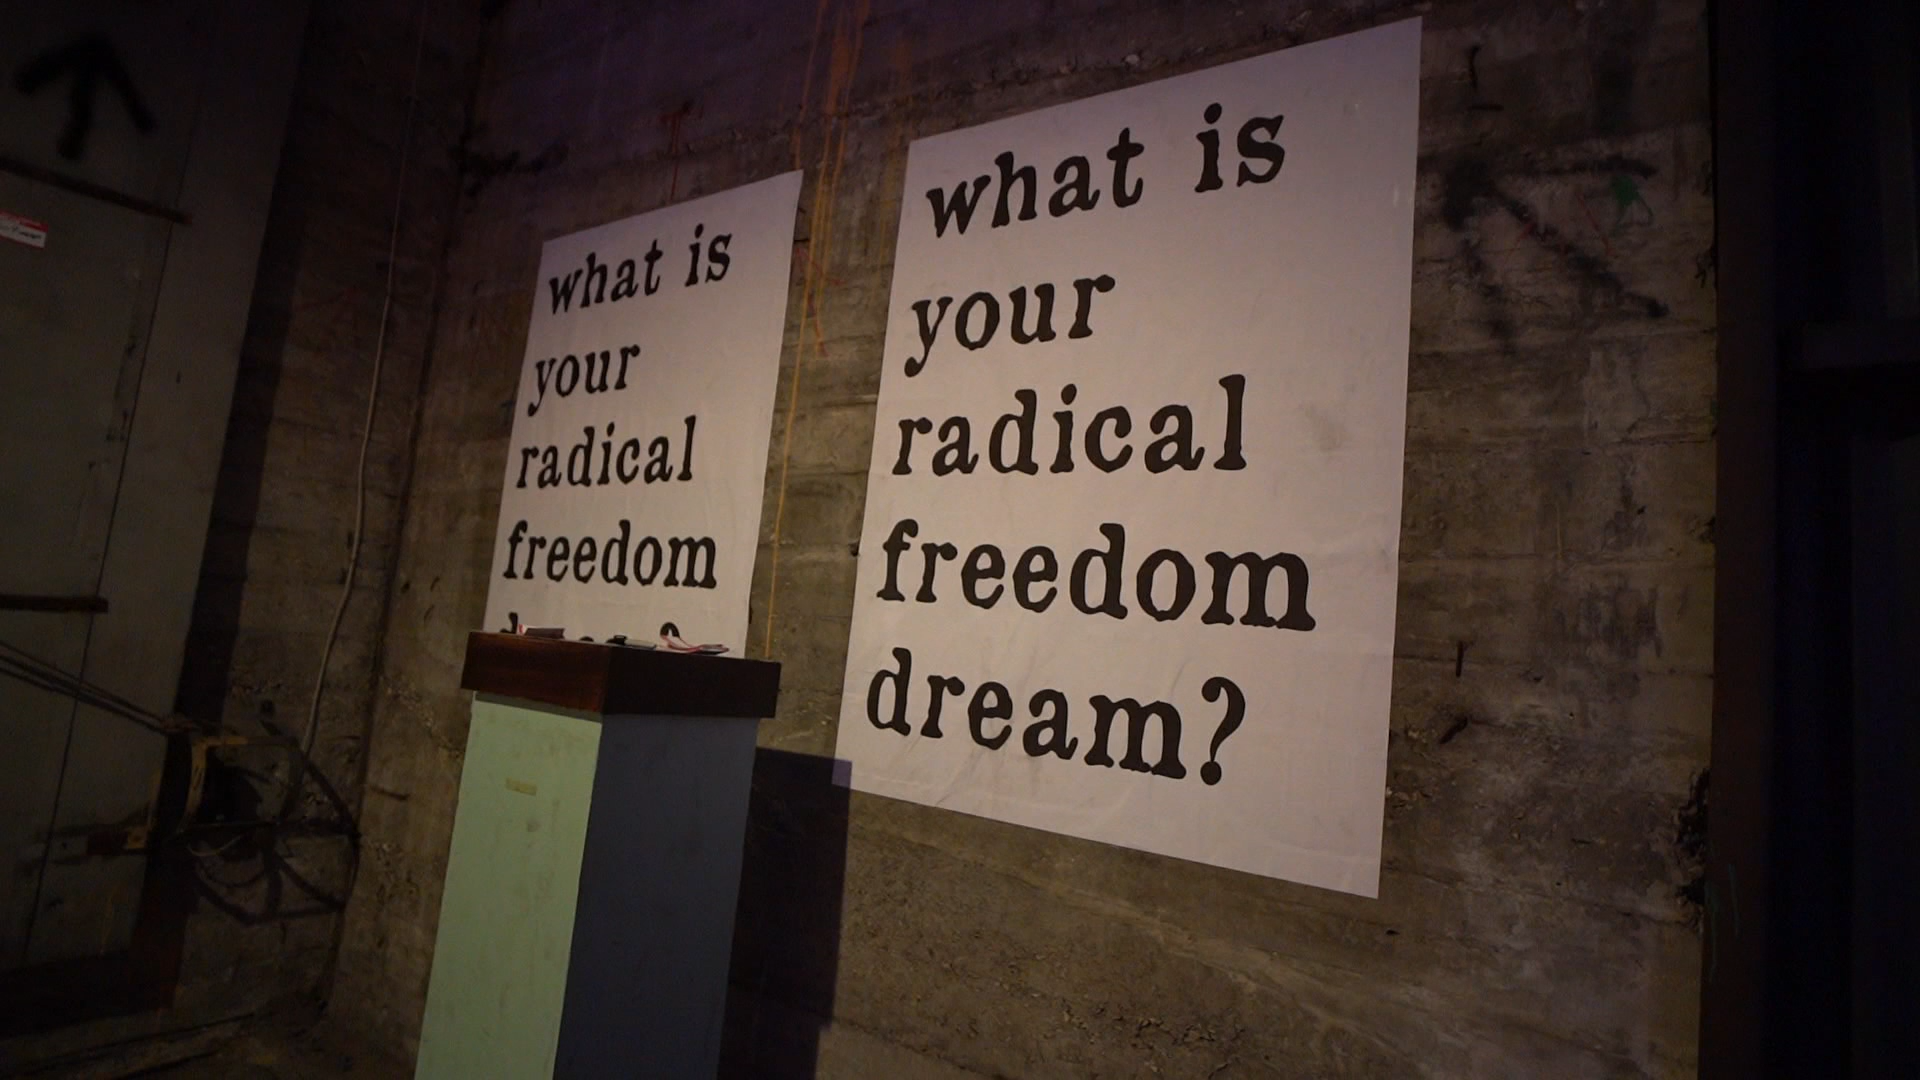 what is
your
radical
freedom
what is
your
radical
freedom
dream?